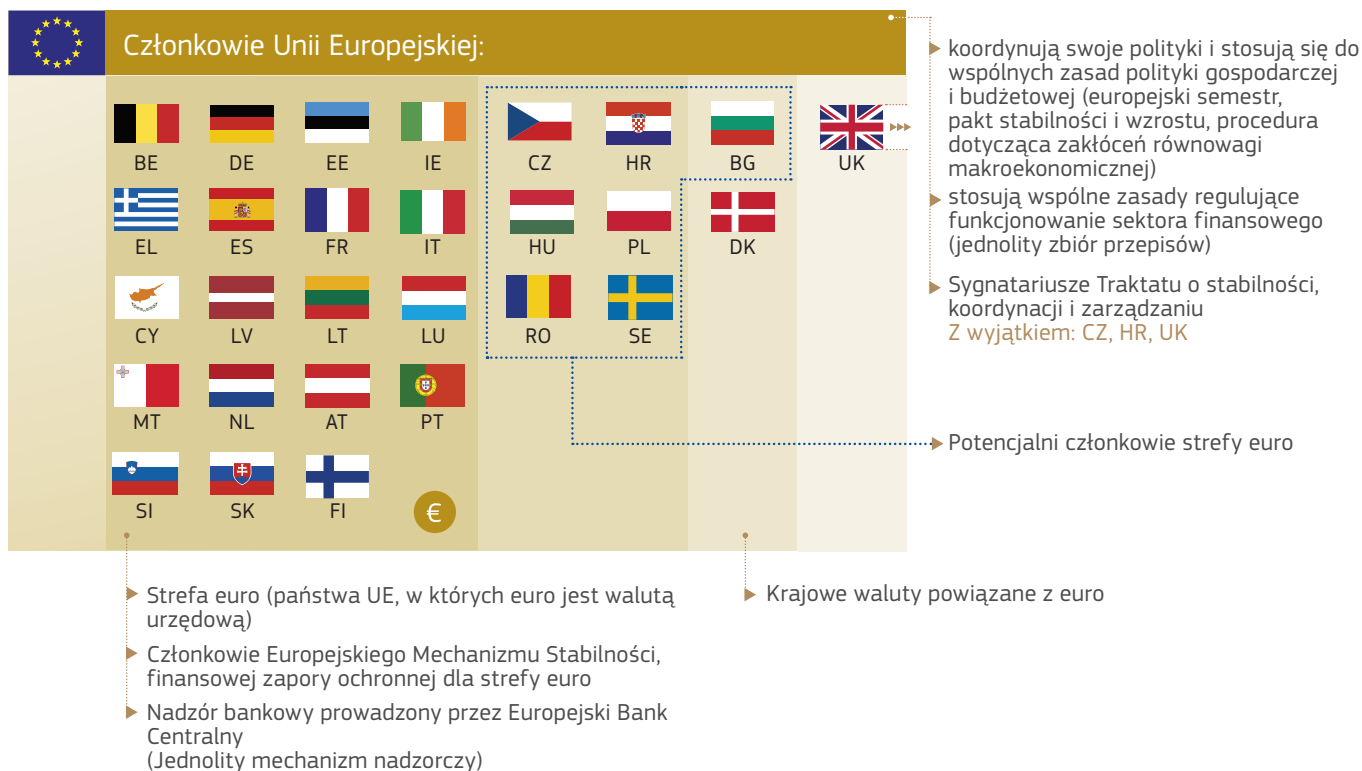 Członkowie Unii Europejskiej:
BE DE EE IE CZ HR BG UK
EL ES FR IT HU PL DK
CY LV LT LU RO SE
MT NL AT PT
SI SK FI €
koordynują swoje polityki i stosują się do
wspólnych zasad polityki gospodarczej
i budżetowej (europejski semestr,
pakt stabilności i wzrostu, procedura
dotycząca zakłóceń równowagi
makroekonomicznej)
stosują wspólne zasady regulujące
funkcjonowanie sektora finansowego
(jednolity zbiór przepisów)
Sygnatariusze Traktatu o stabilności,
koordynacji i zarządzaniu
Z wyjątkiem: CZ, HR, UK
Potencjalni członkowie strefy euro
Strefa euro (państwa UE, w których euro jest walutą
urzędową)
Członkowie Europejskiego Mechanizmu Stabilności,
finansowej zapory ochronnej dla strefy euro
Nadzór bankowy prowadzony przez Europejski Bank
Centralny
(Jednolity mechanizm nadzorczy)
Krajowe waluty powiązane z euro